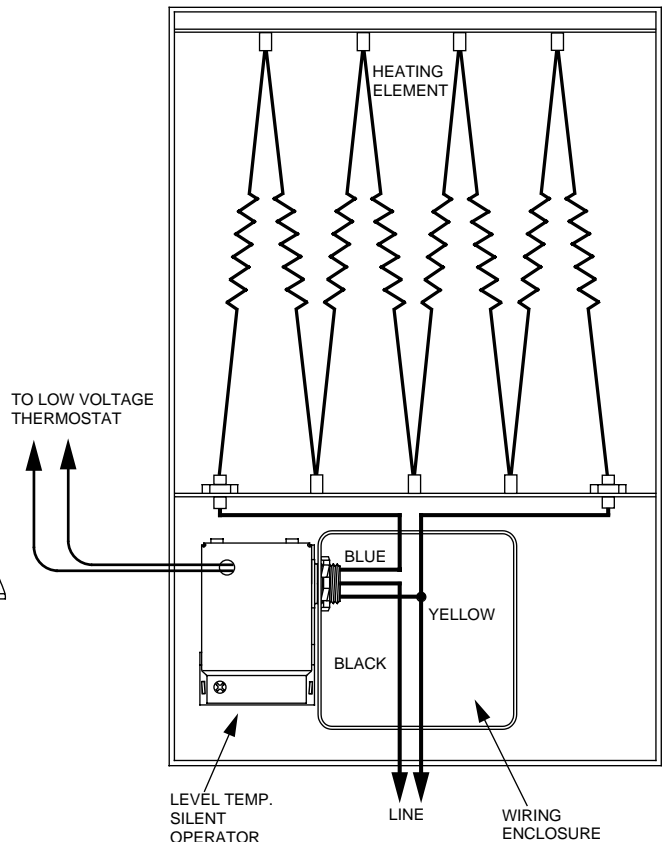 HEATING
ELEMENT
TO LOW VOLTAGE
THERMOSTAT
BLUE
YELLOW
BLACK
LEVEL TEMP.
SILENT
OPERATOR
LINE
WIRING
ENCLOSURE